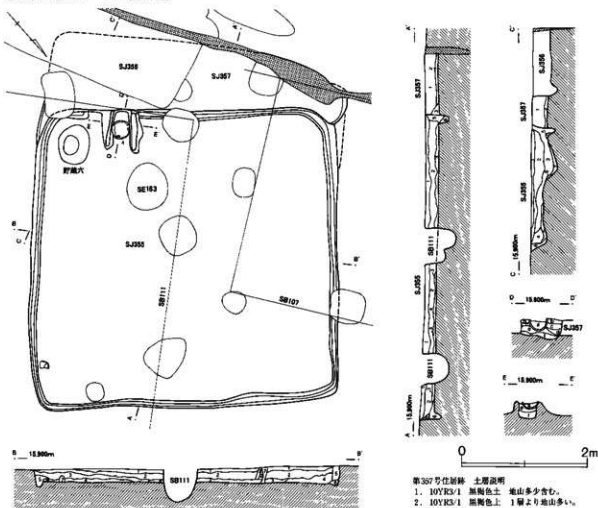 A
C
SJ358
SJ357
D
E
E'
貯蔵穴
SE163
B
C
B'
SJ355
SB111
SB107
A
B 15.900m B'
SB111
A'
SJ357
SB111
SJ355
SB111
15.900m
A
C'
SJ356
SJ357
SJ355
15.900m
C
D 15.900m D'
SJ357
E 15.900m E'
0 2m
第357号住居跡 土層説明
1. 10YR3/1 黒褐色土 地山多少含む。
2. 10YR3/1 黒褐色土 1層より地山多い。